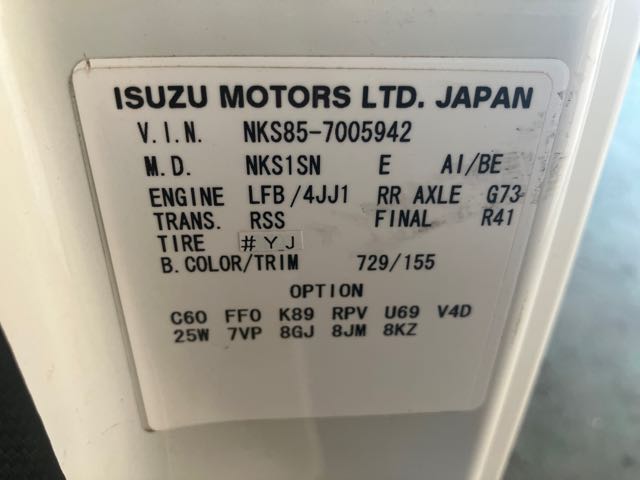 ISUZU MOTORS LTD. JAPAN
V.I.N. NKS85-7005942
M.D. NKS1SN E AI/BE
ENGINE LFB/4JJ1 RR AXLE G73
TRANS. RSS FINAL R41
TIRE #Y_J
B.COLOR/TRIM 729/155
OPTION
C60 FF0 K89 RPV U69 V4D
25W 7VP 8GJ 8JM 8KZ